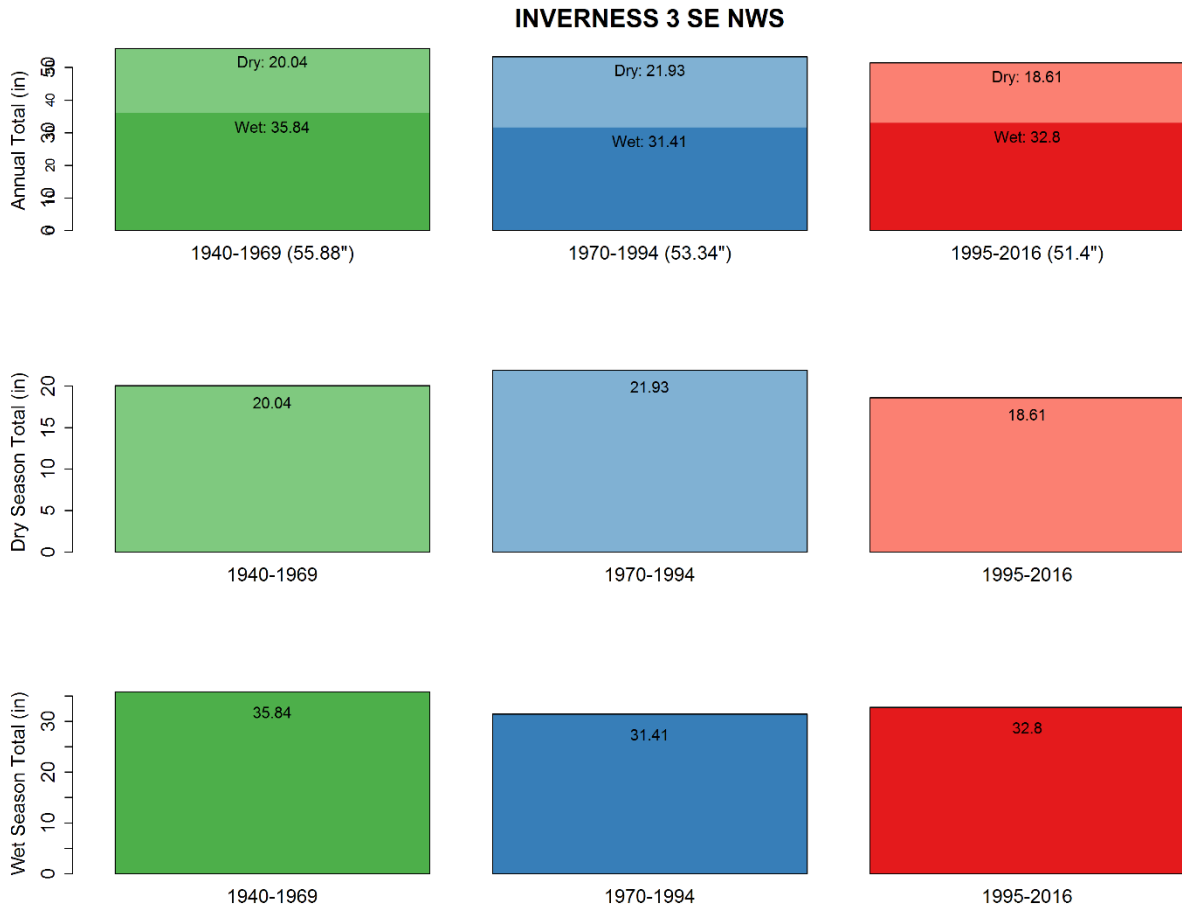 INVERNESS 3 SE NWS
Annual Total (in)
0 10 20 30 40 50
Dry: 20.04
Wet: 35.84
1940-1969 (55.88")
Dry: 21.93
Wet: 31.41
1970-1994 (53.34")
Dry: 18.61
Wet: 32.8
1995-2016 (51.4")
Dry Season Total (in)
0 5 10 15 20
20.04
1940-1969
21.93
1970-1994
18.61
1995-2016
Wet Season Total (in)
0 10 20 30
35.84
1940-1969
31.41
1970-1994
32.8
1995-2016